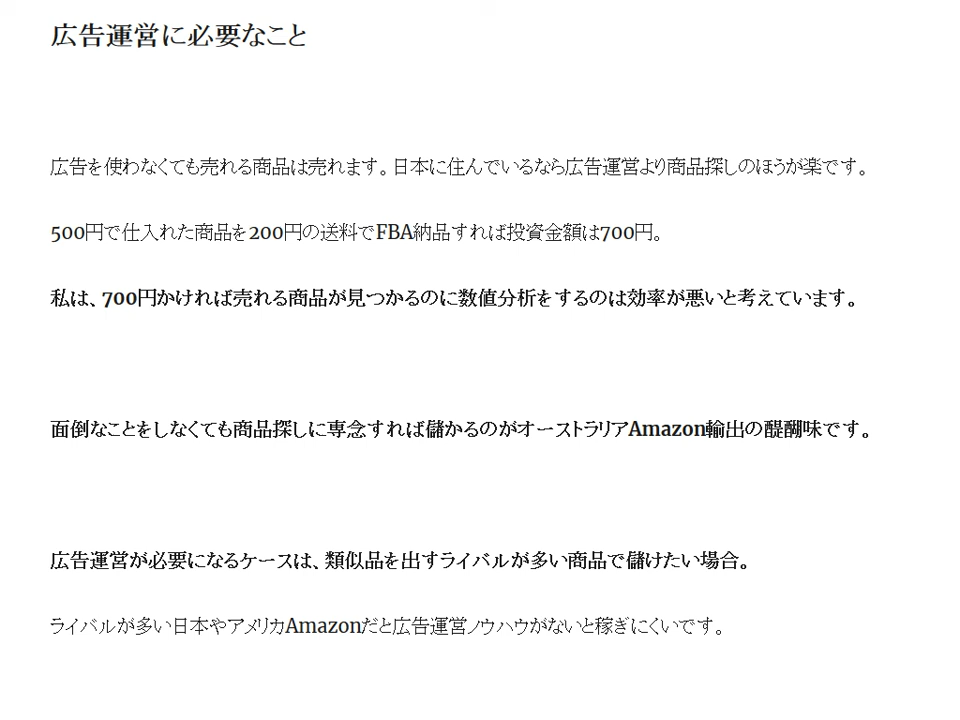 広告運営に必要なこと
広告を使わなくても売れる商品は売れます。日本に住んでいるなら広告運営より商品探しのほうが楽です。
500円で仕入れた商品を200円の送料でFBA納品すれば投資金額は700円。
私は、700円かければ売れる商品が見つかるのに数値分析をするのは効率が悪いと考えています。
面倒なことをしなくても商品探しに専念すれば儲かるのがオーストラリアAmazon輸出の醍醐味です。
広告運営が必要になるケースは、類似品を出すライバルが多い商品で儲けたい場合。
ライバルが多い日本やアメリカAmazonだと広告運営ノウハウがないと稼ぎにくいです。